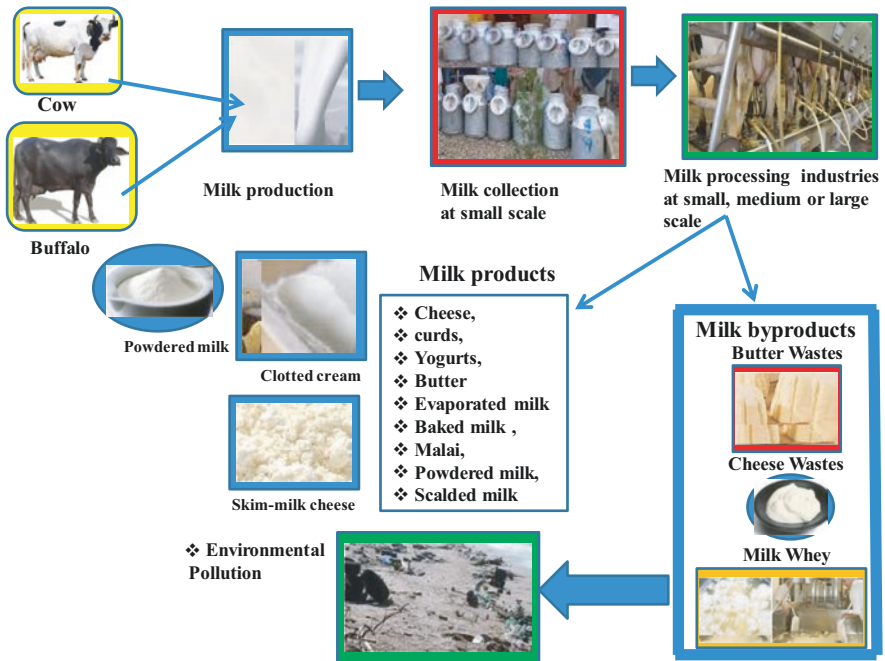 Cow
Buffalo
Milk production
Milk collection
at small scale
Milk processing industries
at small, medium or large
scale
Powdered milk
Clotted cream
Skim-milk cheese
Milk products
❖ Cheese,
❖ curds,
❖ Yogurts,
❖ Butter
❖ Evaporated milk
❖ Baked milk ,
❖ Malai,
❖ Powdered milk,
❖ Scalded milk
Milk byproducts
Butter Wastes
Cheese Wastes
Milk Whey
❖ Environmental
Pollution